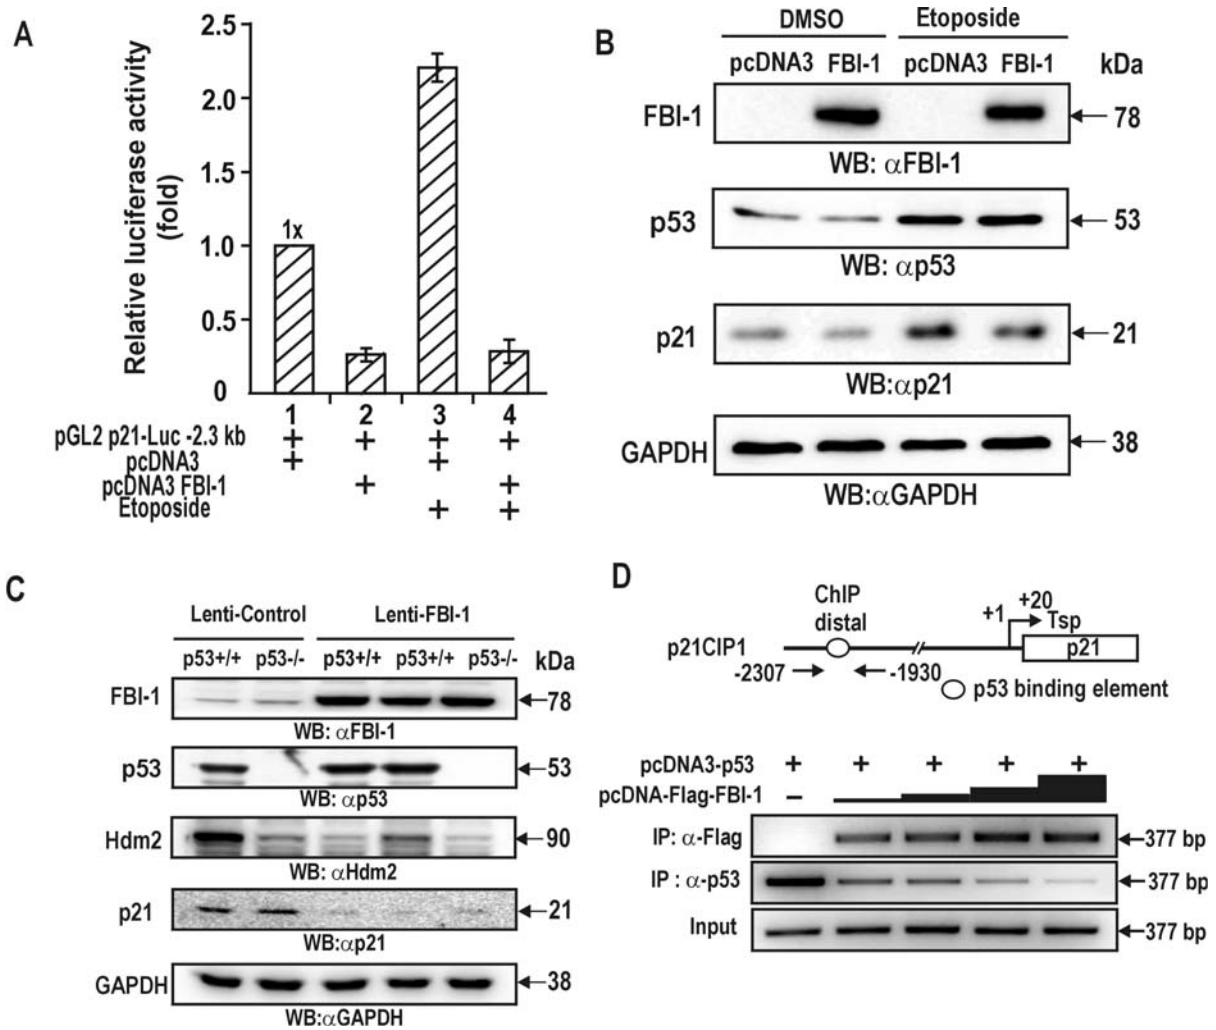 A
Relative luciferase activity
(fold)
2.5
2.0
1.5
1.0
0.5
0
1x
1 2 3 4
pGL2 p21-Luc -2.3 kb + + + +
pcDNA3 + +
pcDNA3 FBI-1 + +
Etoposide + +
B
DMSO Etoposide
pcDNA3 FBI-1 pcDNA3 FBI-1 kDa
FBI-1 78
WB: αFBI-1
p53 53
WB: αp53
p21 21
WB:αp21
GAPDH 38
WB:αGAPDH
C
Lenti-Control Lenti-FBI-1
p53+/+ p53-/- p53+/+ p53+/+ p53-/- kDa
FBI-1 78
WB: αFBI-1
p53 53
WB: αp53
Hdm2 90
WB: αHdm2
p21 21
WB:αp21
GAPDH 38
WB:αGAPDH
D
ChIP
distal
+1 +20
Tsp
p21CIP1 p21
-2307 -1930
p53 binding element
pcDNA3-p53 + + + + +
pcDNA-Flag-FBI-1 –
IP: α-Flag 377 bp
IP : α-p53 377 bp
Input 377 bp